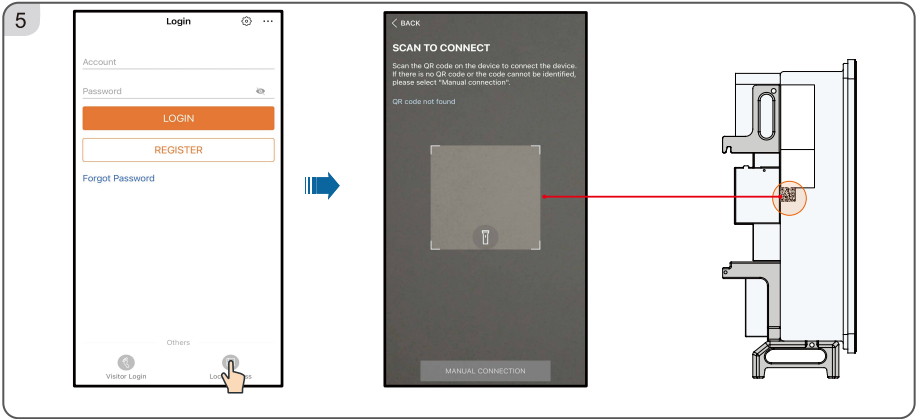 5
Login
Account
Password
LOGIN
REGISTER
Forgot Password
Others
Visitor Login
BACK
SCAN TO CONNECT
Scan the QR code on the device to connect the device.
If there is no QR code or the code cannot be identified,
please select "Manual connection".
QR code not found
MANUAL CONNECTION